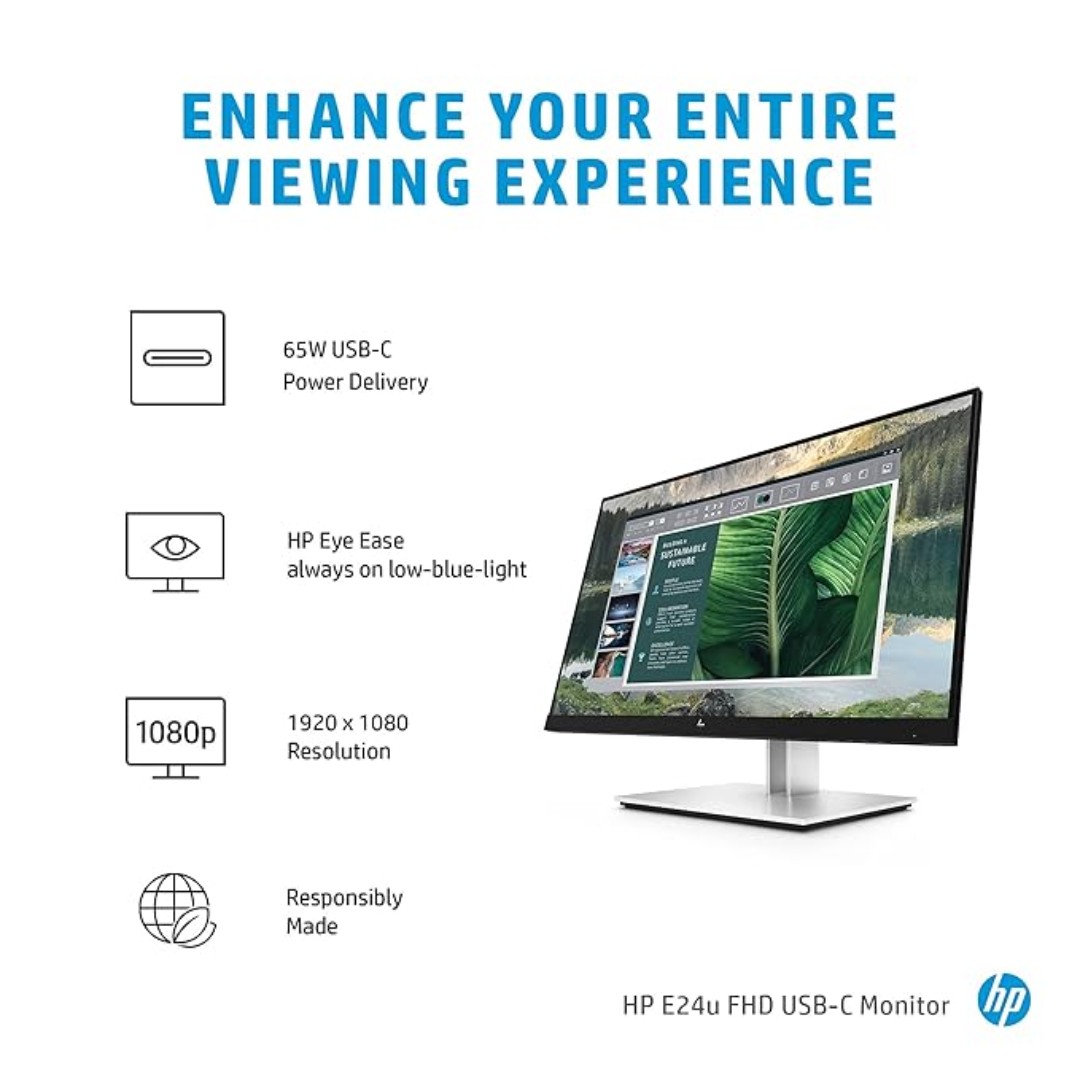 ENHANCE YOUR ENTIRE
VIEWING EXPERIENCE
65W USB-C
Power Delivery
HP Eye Ease
always on low-blue-light
1080p
1920 x 1080
Resolution
Responsibly
Made
BUILDING A
SUSTAINABLE
FUTURE
HP E24u FHD USB-C Monitor
hp